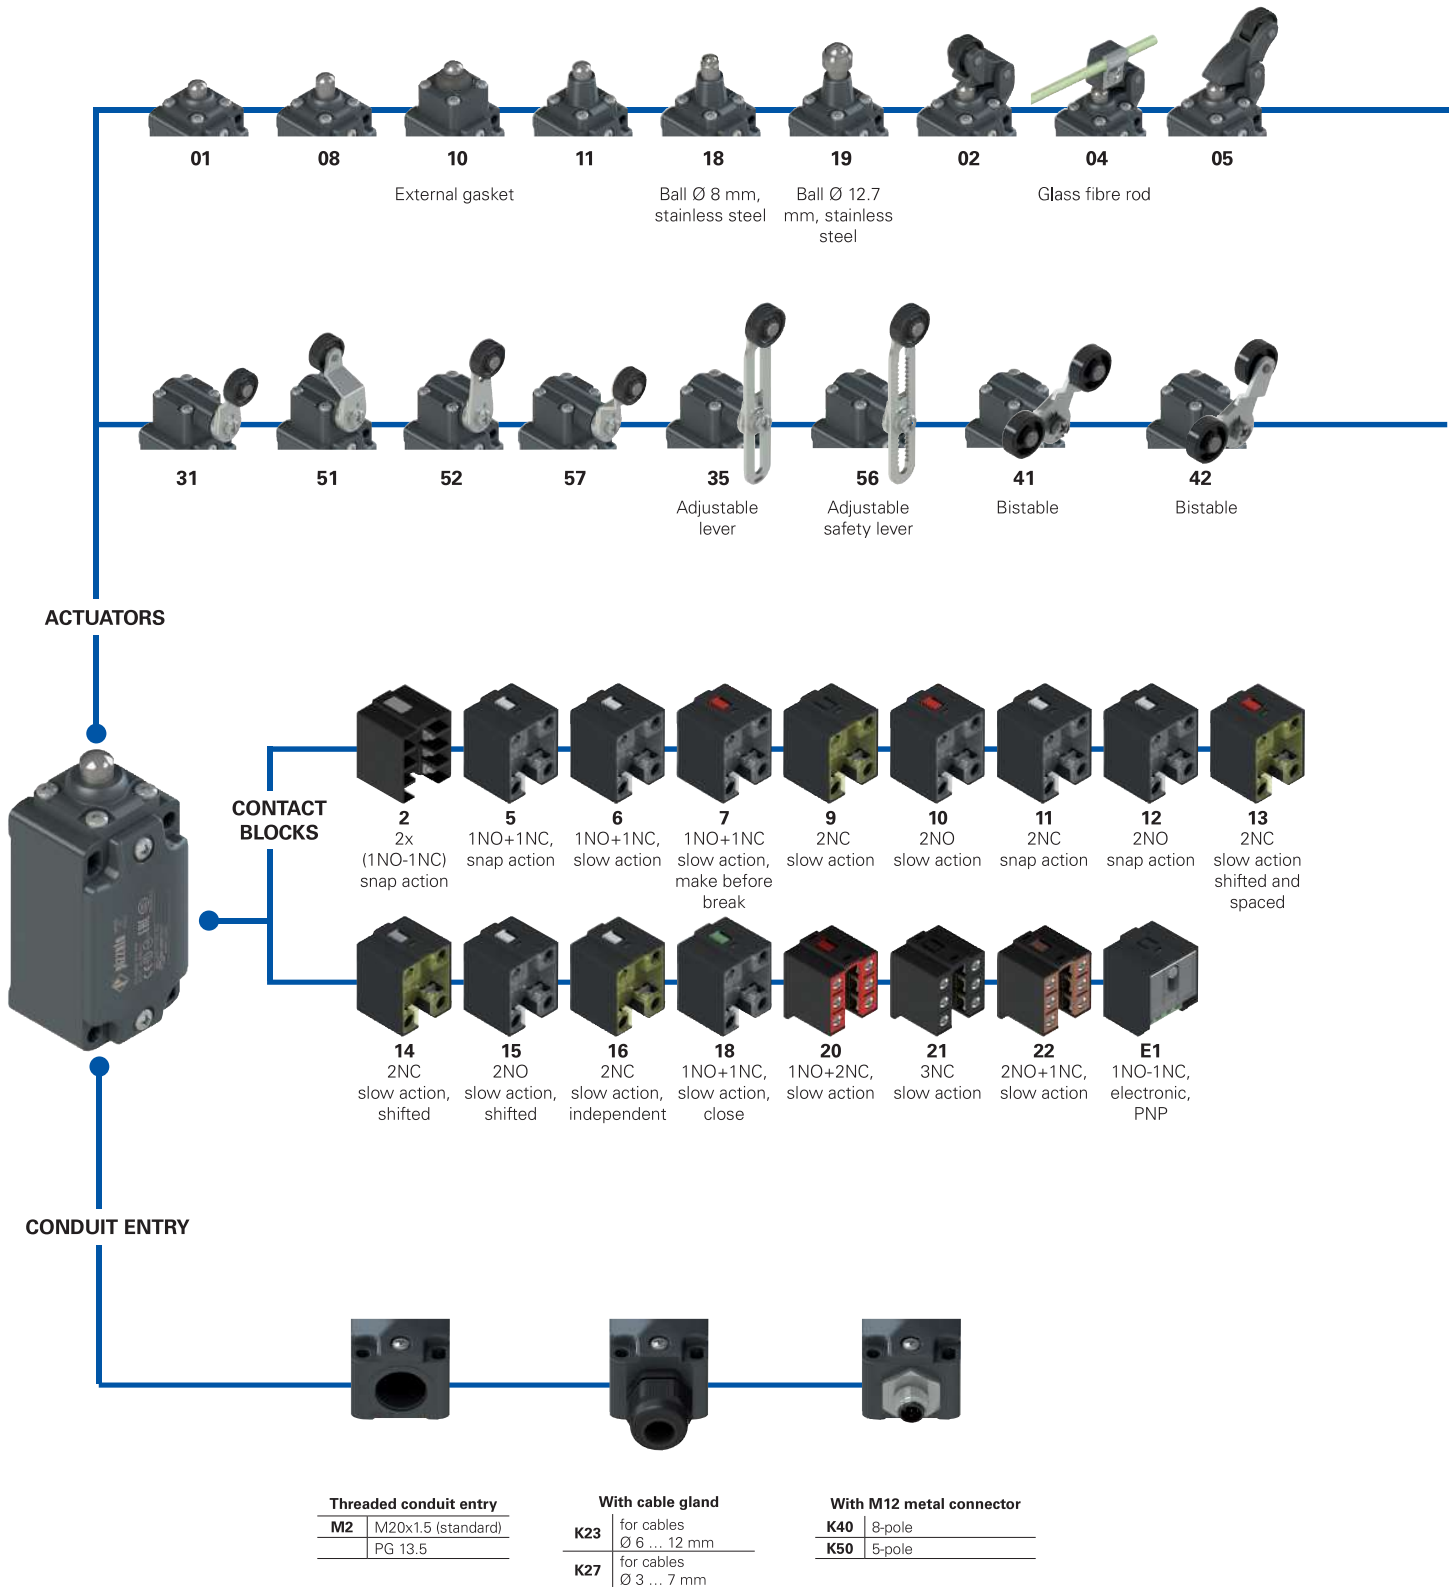 01 08 10 11 18 19 02 04 05
External gasket
Ball Ø 8 mm,
stainless steel
Ball Ø 12.7
mm, stainless
steel
Glass fibre rod
31 51 52 57 35 56 41 42
Adjustable
lever
Adjustable
safety lever
Bistable
Bistable
ACTUATORS
pizzato
CONTACT
BLOCKS
2
2x
(1NO-1NC)
snap action
5
1NO+1NC,
snap action
6
1NO+1NC,
slow action
7
1NO+1NC
slow action,
make before
break
9
2NC
slow action
10
2NO
slow action
11
2NC
snap action
12
2NO
snap action
13
2NC
slow action
shifted and
spaced
14
2NC
slow action,
shifted
15
2NO
slow action,
shifted
16
2NC
slow action,
independent
18
1NO+1NC,
slow action,
close
20
1NO+2NC,
slow action
21
3NC
slow action
22
2NO+1NC,
slow action
E1
1NO-1NC,
electronic,
PNP
CONDUIT ENTRY
Threaded conduit entry
M2 M20x1.5 (standard)
PG 13.5
With cable gland
K23 for cables
Ø 6 … 12 mm
K27 for cables
Ø 3 … 7 mm
With M12 metal connector
K40 8-pole
K50 5-pole